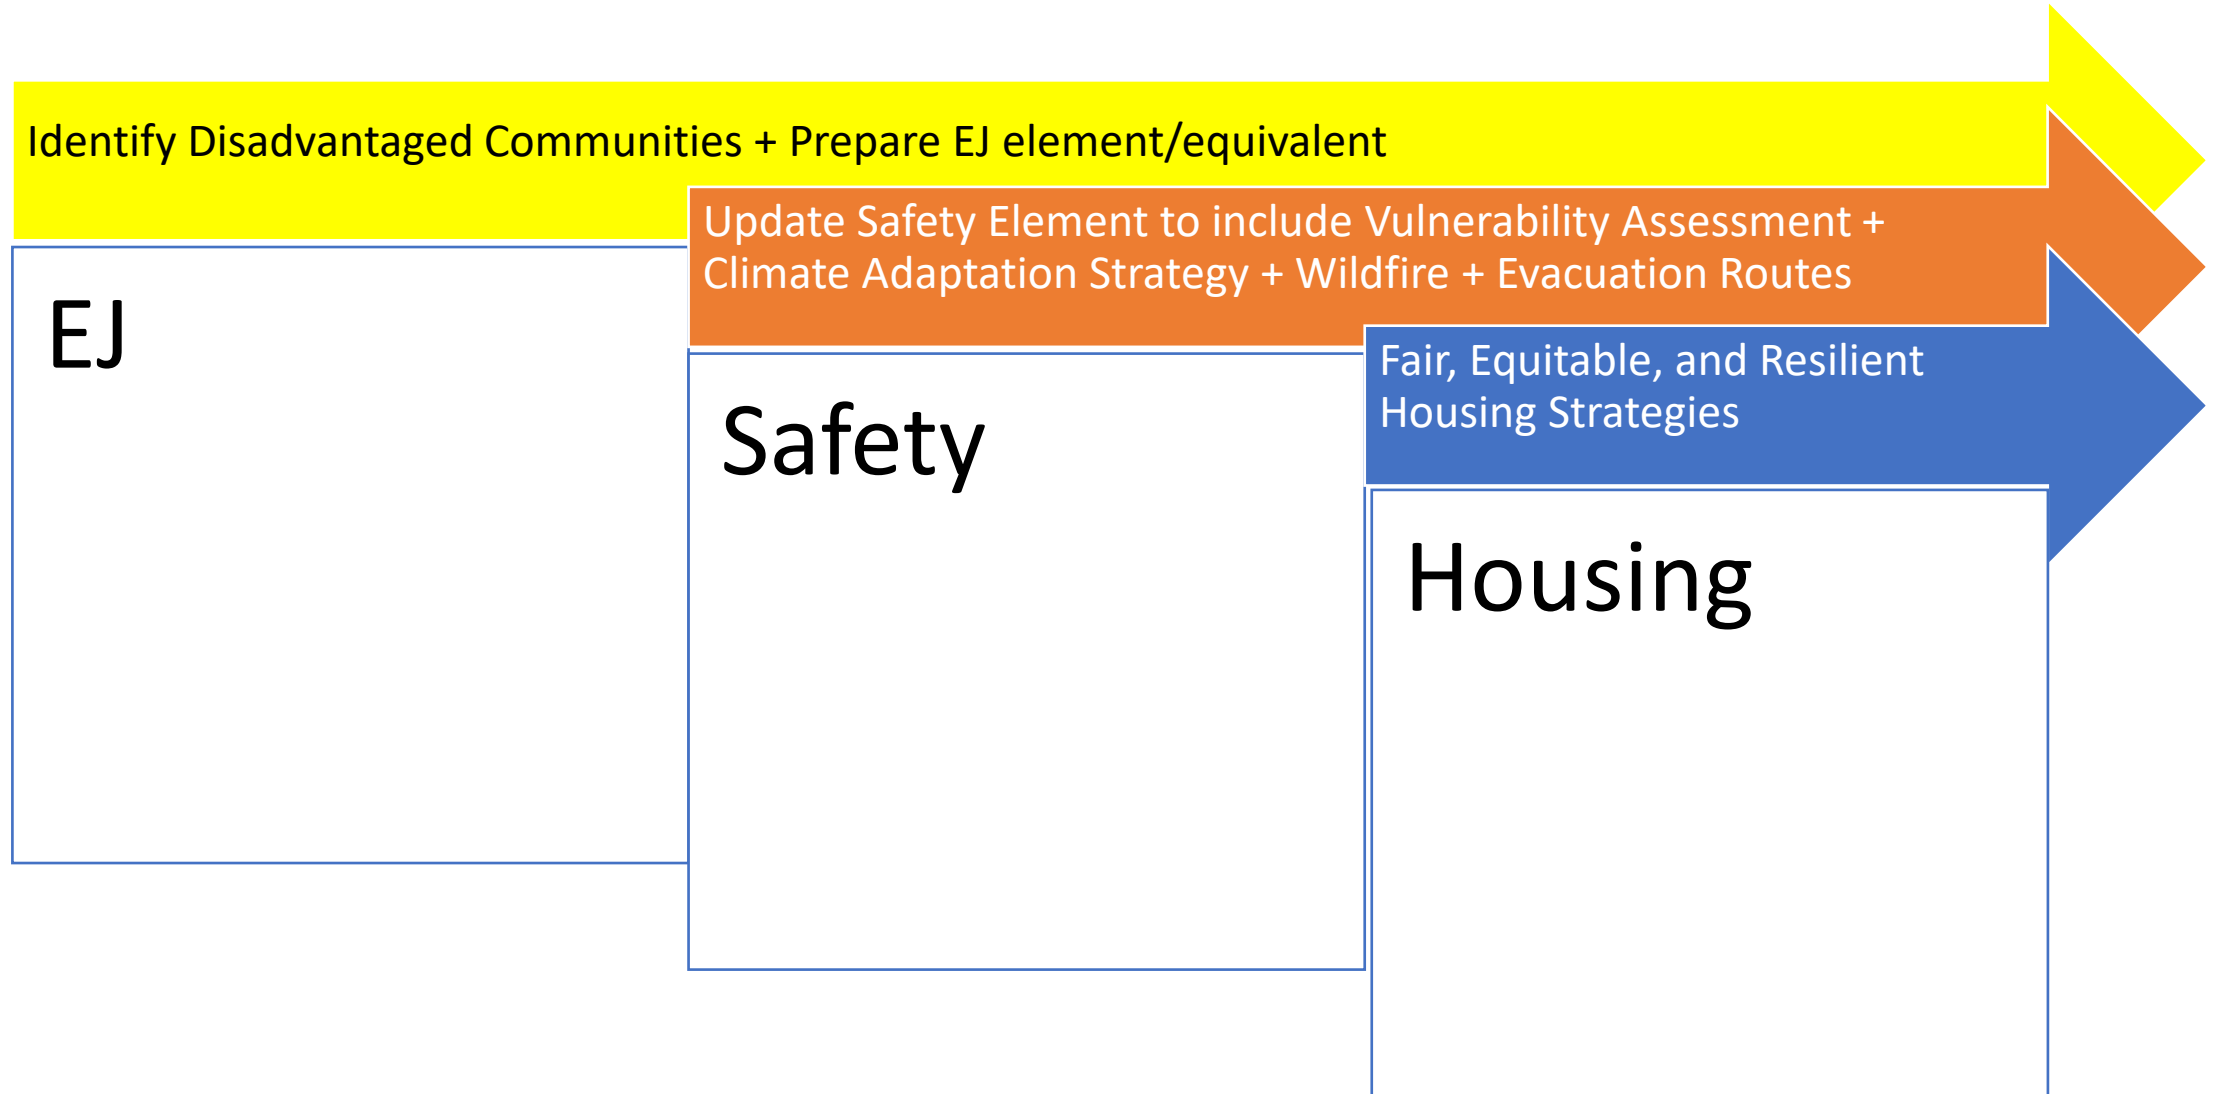 Identify Disadvantaged Communities + Prepare EJ element/equivalent
Update Safety Element to include Vulnerability Assessment +
Climate Adaptation Strategy + Wildfire + Evacuation Routes
EJ
Fair, Equitable, and Resilient
Housing Strategies
Safety
Housing